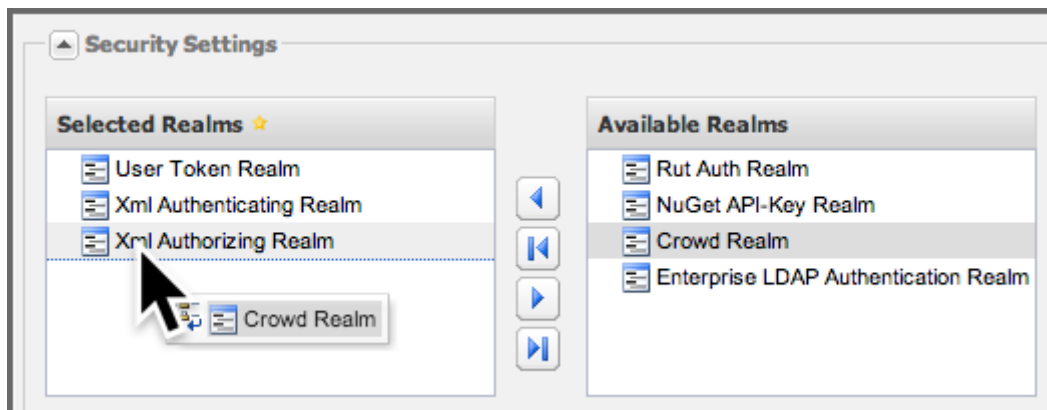 Security Settings
Selected Realms
User Token Realm
Xml Authenticating Realm
Xml Authorizing Realm
Crowd Realm
Available Realms
Rut Auth Realm
NuGet API-Key Realm
Crowd Realm
Enterprise LDAP Authentication Realm